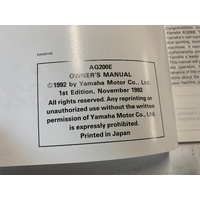 EAA00100
AG200E
OWNER'S MANUAL
©1992 by Yamaha Motor Co., Ltd.
1st Edition, November 1992
All rights reserved. Any reprinting or
unauthorized use without the written
permission of Yamaha Motor Co., Ltd.
is expressly prohibited.
Printed in Japan